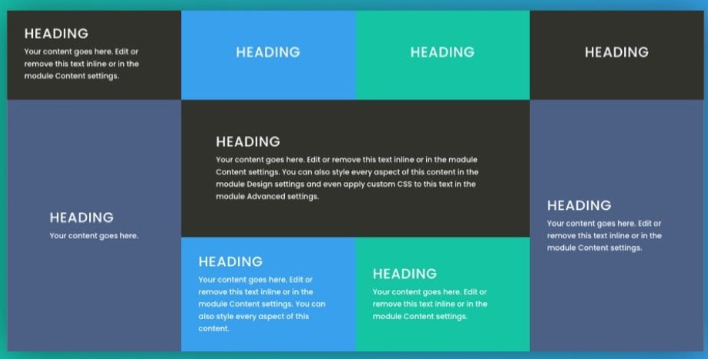 HEADING
Your content goes here. Edit or
remove this text inline or in the
module Content settings.
HEADING
HEADING
HEADING
HEADING
Your content goes here.
HEADING
Your content goes here. Edit or remove this text inline or in the module
Content settings. You can also style every aspect of this content in the
module Design settings and even apply custom CSS to this text in the
module Advanced settings.
HEADING
Your content goes here. Edit or
remove this text inline or in the
module Content settings.
HEADING
Your content goes here. Edit or
remove this text inline or in the
module Content settings. You can
also style every aspect of this
content.
HEADING
Your content goes here. Edit or
remove this text inline or in the
module Content settings.